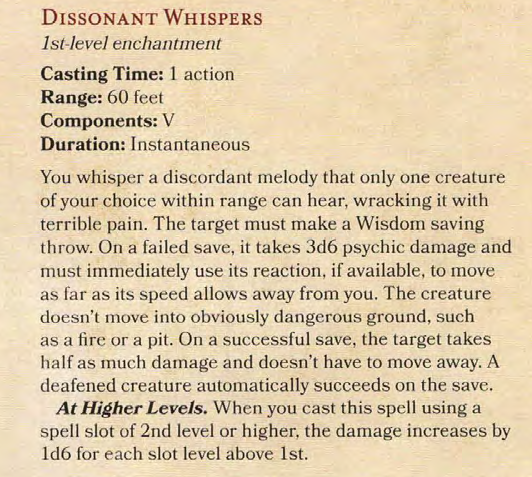 Dissonant Whispers
1st-level enchantment
Casting Time: 1 action
Range: 60 feet
Components: V
Duration: Instantaneous
You whisper a discordant melody that only one creature
of your choice within range can hear, wracking it with
terrible pain. The target must make a Wisdom saving
throw. On a failed save, it takes 3d6 psychic damage and
must immediately use its reaction, if available, to move
as far as its speed allows away from you. The creature
doesn't move into obviously dangerous ground, such
as a fire or a pit. On a successful save, the target takes
half as much damage and doesn't have to move away. A
deafened creature automatically succeeds on the save.
At Higher Levels. When you cast this spell using a
spell slot of 2nd level or higher, the damage increases by
1d6 for each slot level above 1st.